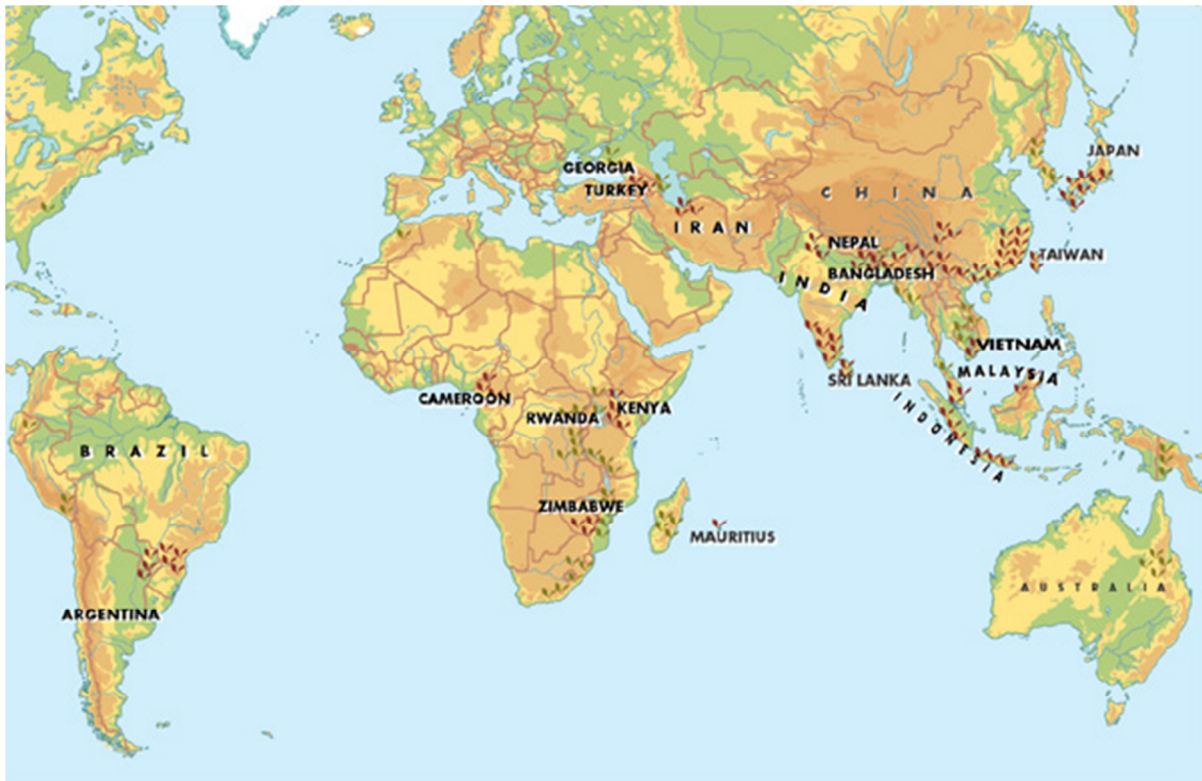 JAPAN
GEORGIA
TURKEY
CHINA
IRAN
NEPAL
TAIWAN
BANGLADESH
INDIA
VIETNAM
MALAYSIA
SRI LANKA
CAMEROON
KENYA
RWANDA
INDONESIA
BRAZIL
ZIMBABWE
MAURITIUS
AUSTRALIA
ARGENTINA